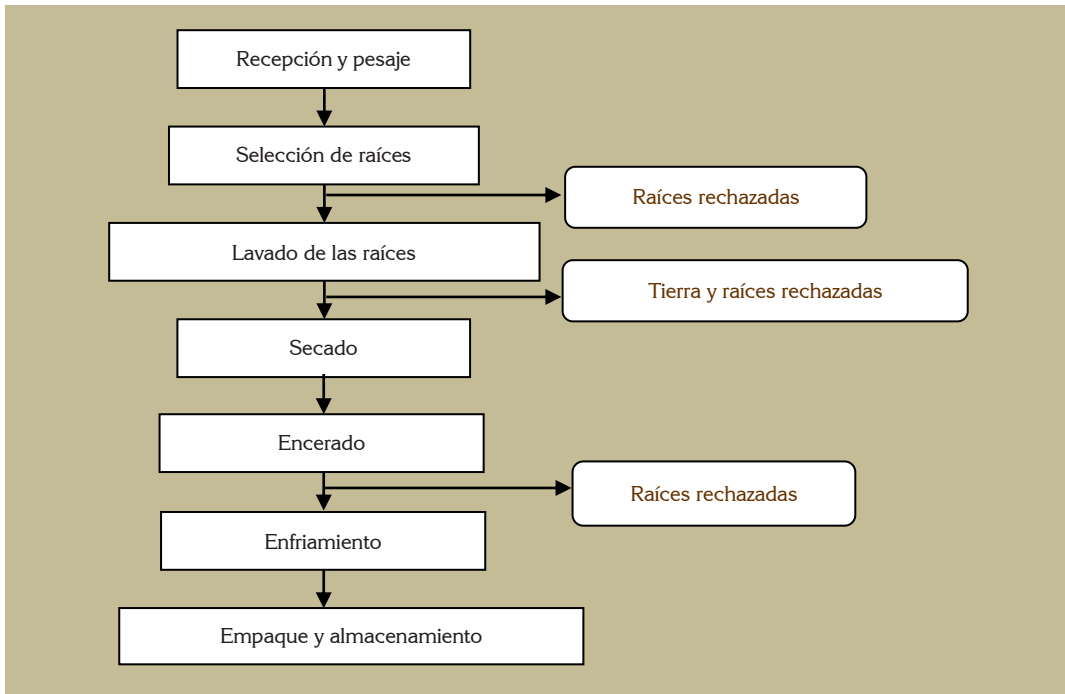 Recepción y pesaje
Selección de raíces
Raíces rechazadas
Lavado de las raíces
Tierra y raíces rechazadas
Secado
Encerado
Raíces rechazadas
Enfriamiento
Empaque y almacenamiento